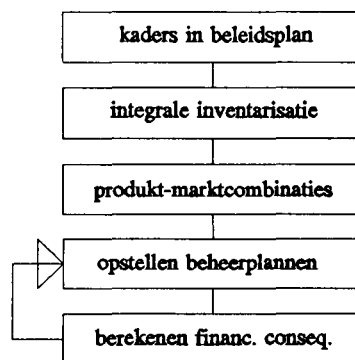 kaders in beleidsplan
integrale inventarisatie
produkt-marktcombinaties
opstellen beheerplannen
berekenen financ. conseq.